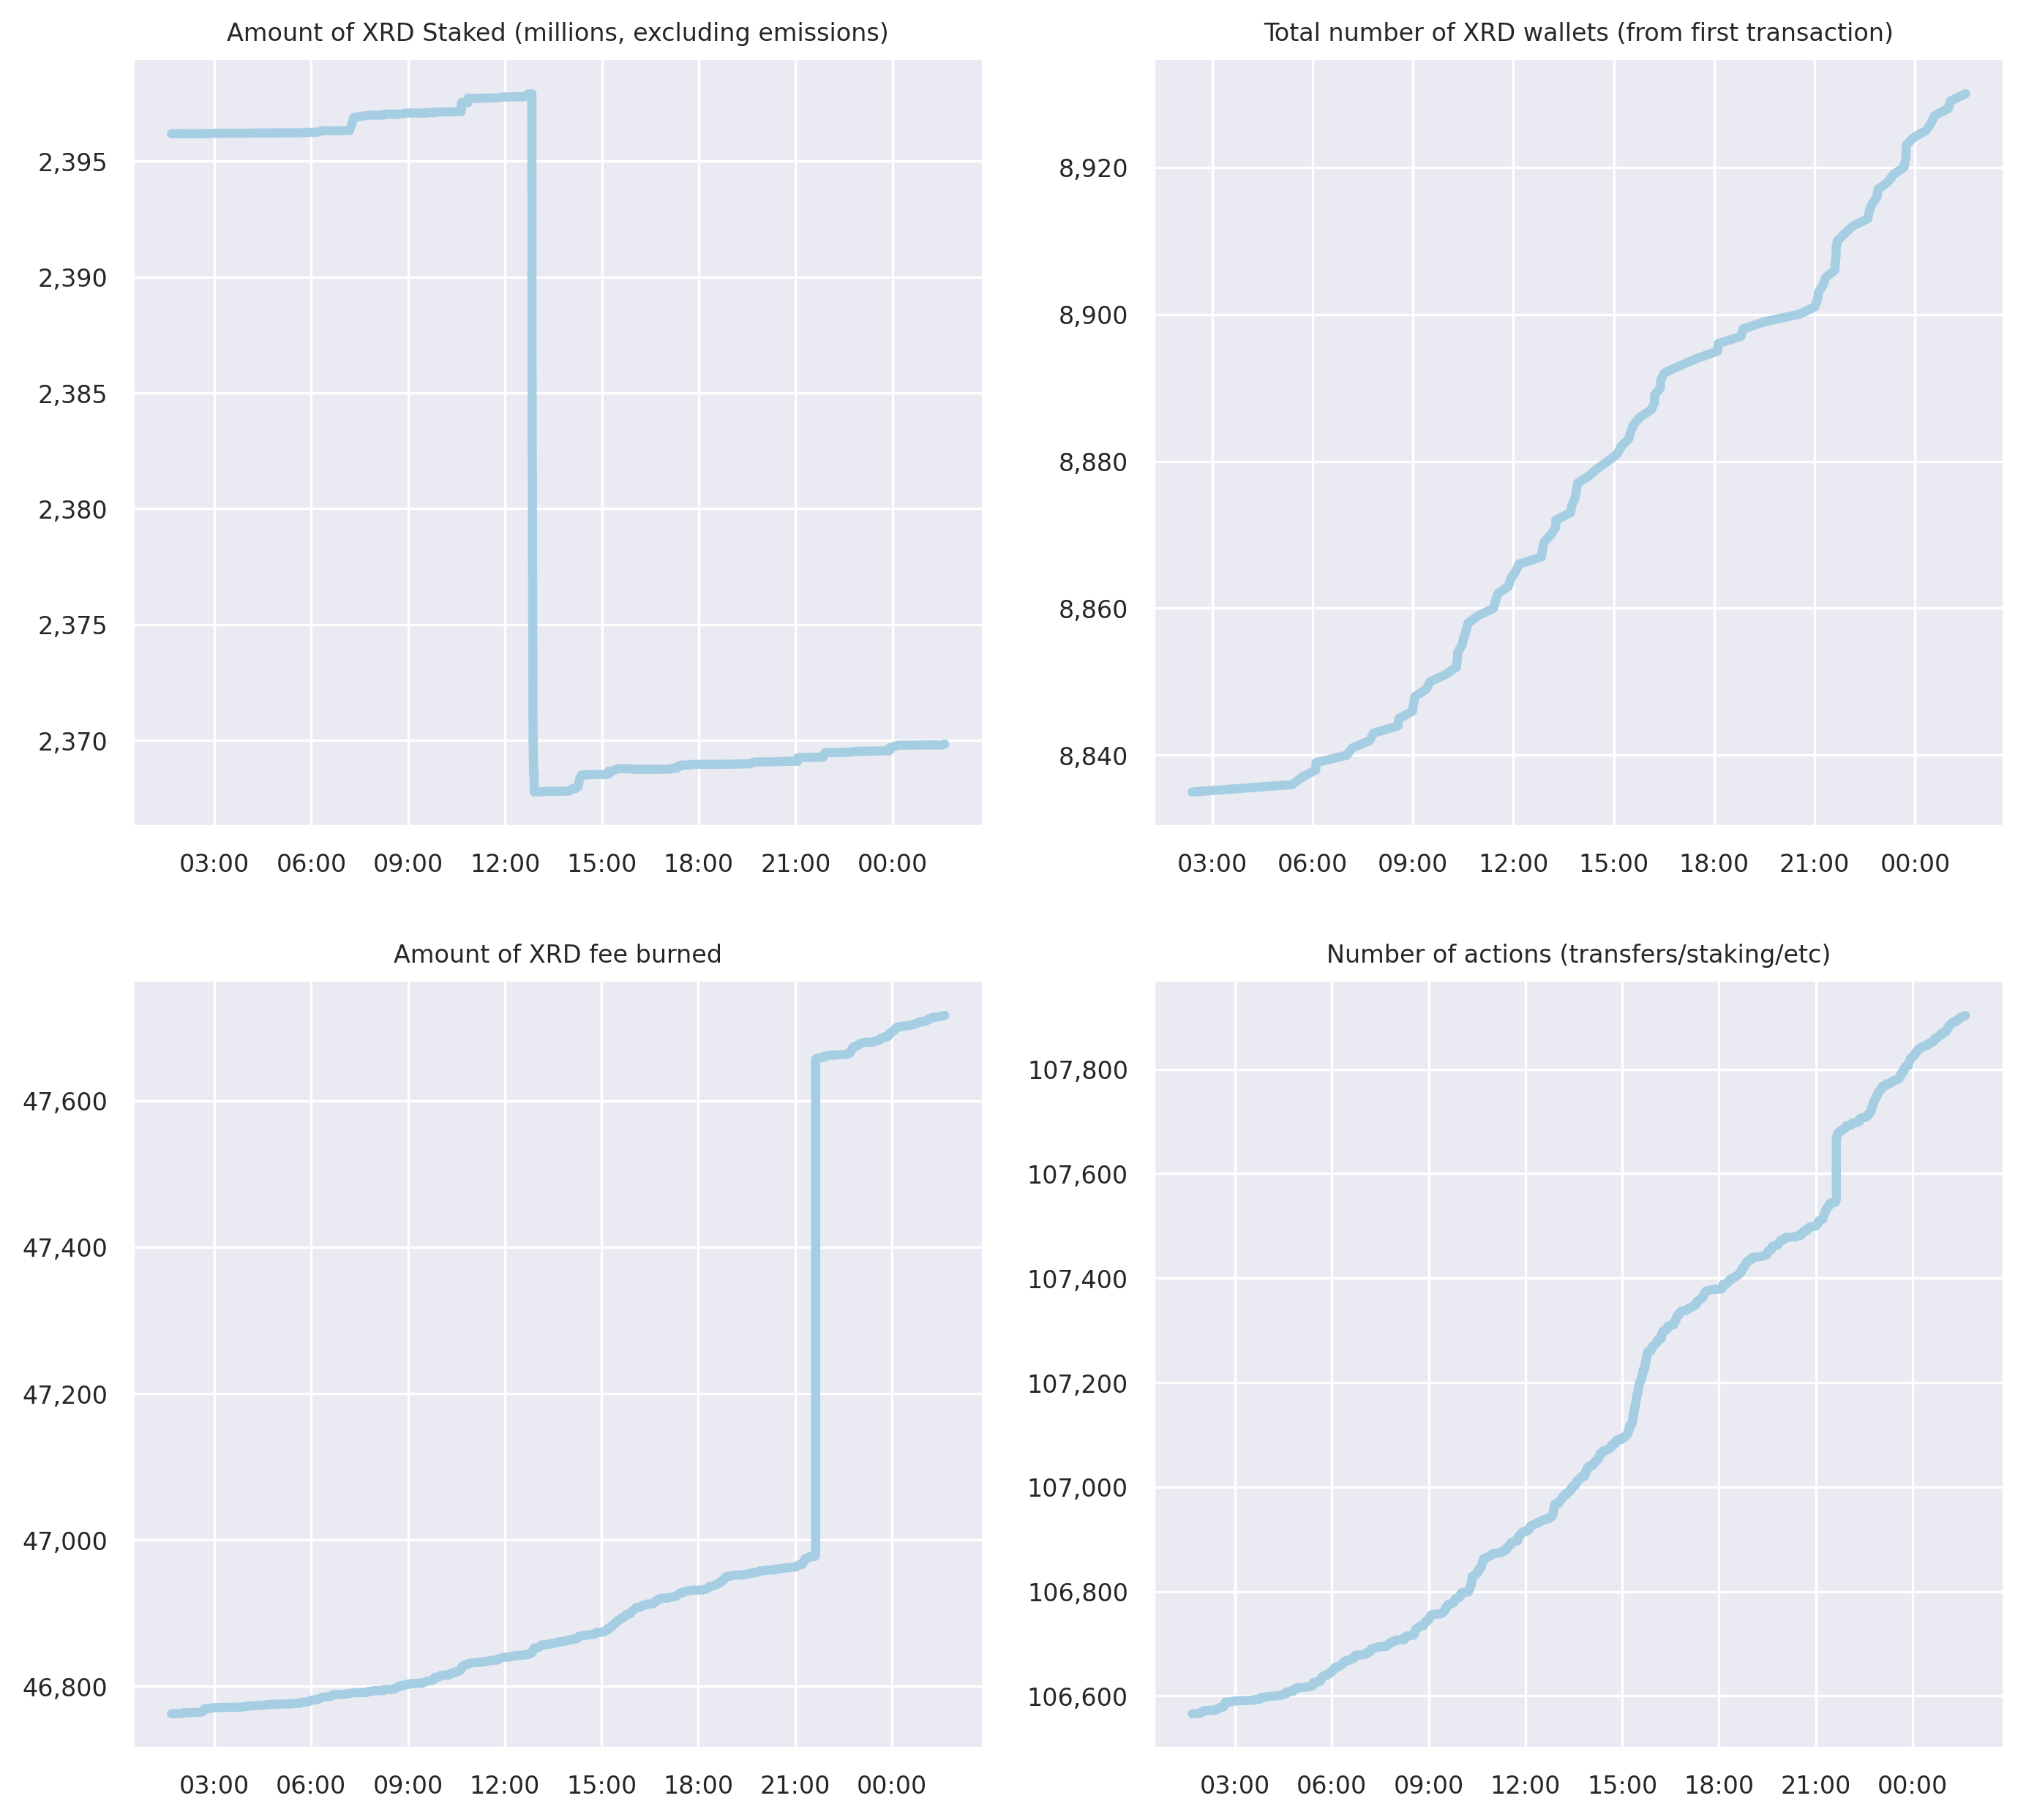 Amount of XRD Staked (millions, excluding emissions)
2,395
2,390
2,385
2,380
2,375
2,370
03:00 06:00 09:00 12:00 15:00 18:00 21:00 00:00
Total number of XRD wallets (from first transaction)
8,920
8,900
8,880
8,860
8,840
03:00 06:00 09:00 12:00 15:00 18:00 21:00 00:00
Amount of XRD fee burned
47,600
47,400
47,200
47,000
46,800
03:00 06:00 09:00 12:00 15:00 18:00 21:00 00:00
Number of actions (transfers/staking/etc)
107,800
107,600
107,400
107,200
107,000
106,800
106,600
03:00 06:00 09:00 12:00 15:00 18:00 21:00 00:00